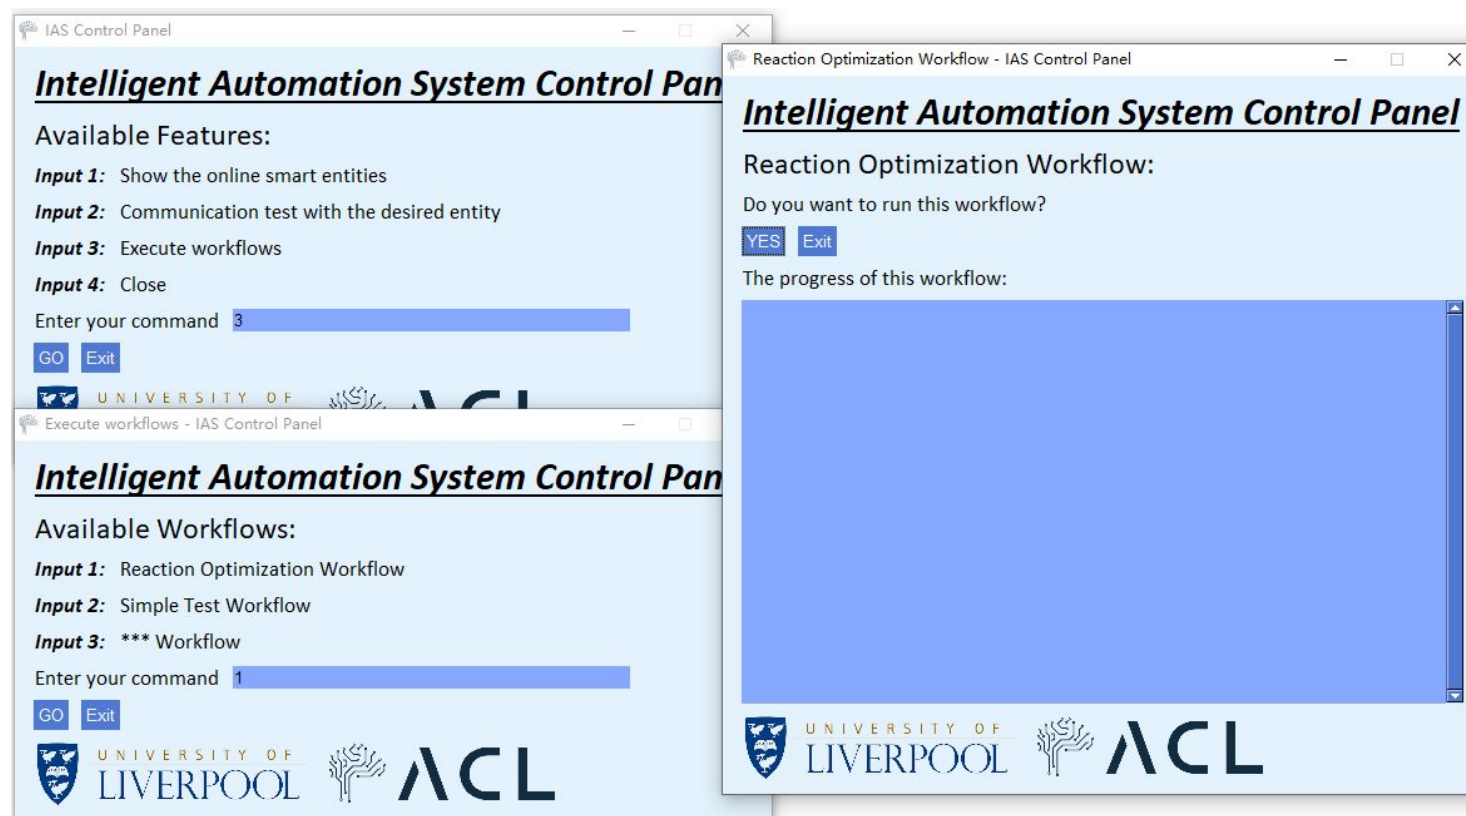 IAS Control Panel
Intelligent Automation System Control Pan
Available Features:
Input 1: Show the online smart entities
Input 2: Communication test with the desired entity
Input 3: Execute workflows
Input 4: Close
Enter your command 3
GO Exit
UNIVERSITY OF
Execute workflows - IAS Control Panel
Intelligent Automation System Control Pan
Available Workflows:
Input 1: Reaction Optimization Workflow
Input 2: Simple Test Workflow
Input 3: *** Workflow
Enter your command 1
GO Exit
UNIVERSITY OF
LIVERPOOL ACL
Reaction Optimization Workflow - IAS Control Panel
Intelligent Automation System Control Panel
Reaction Optimization Workflow:
Do you want to run this workflow?
YES Exit
The progress of this workflow:
UNIVERSITY OF
LIVERPOOL ACL